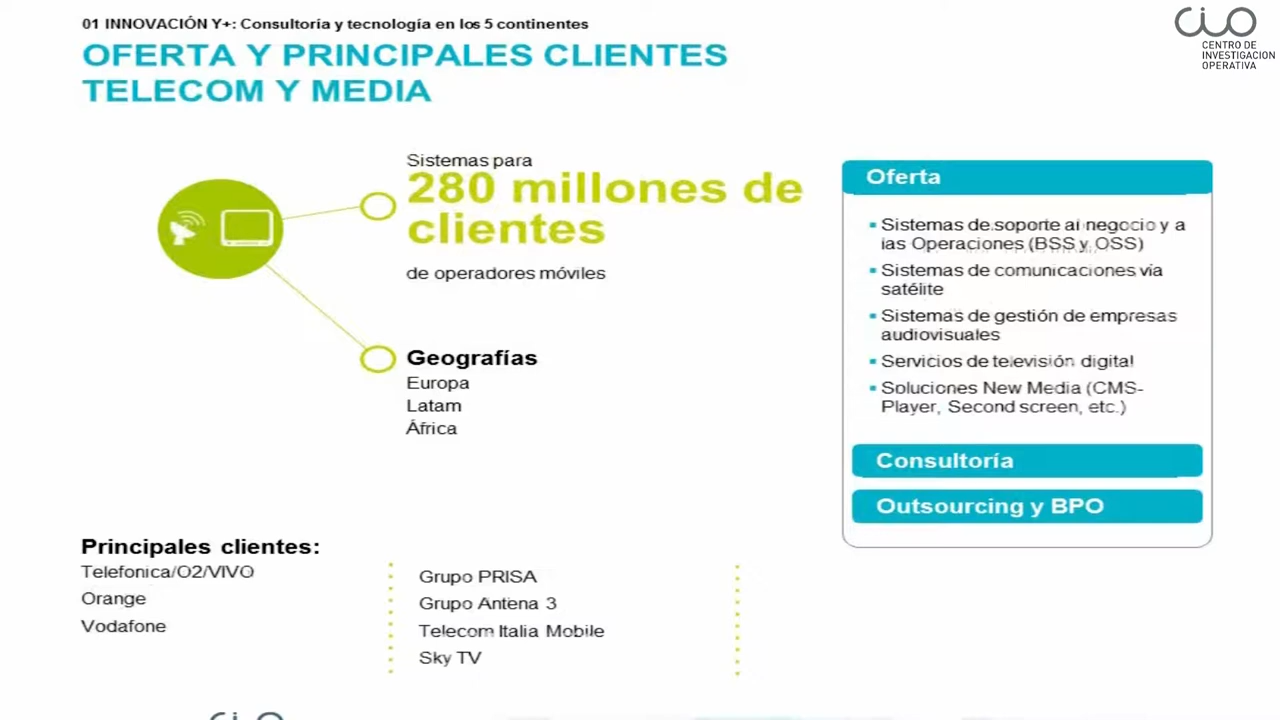 01 INNOVACIÓN Y+: Consultoría y tecnología en los 5 continentes
OFERTA Y PRINCIPALES CLIENTES
TELECOM Y MEDIA
CIO
CENTRO DE
INVESTIGACION
OPERATIVA
Sistemas para
280 millones de
clientes
de operadores móviles
Geografías
Europa
Latam
África
Oferta
Sistemas de soporte al negocio y a
las Operaciones (BSS y OSS)
Sistemas de comunicaciones vía
satélite
Sistemas de gestión de empresas
audiovisuales
Servicios de televisión digital
Soluciones New Media (CMS-
Player, Second screen, etc.)
Consultoría
Outsourcing y BPO
Principales clientes:
Telefonica/O2/VIVO
Orange
Vodafone
Grupo PRISA
Grupo Antena 3
Telecom Italia Mobile
Sky TV